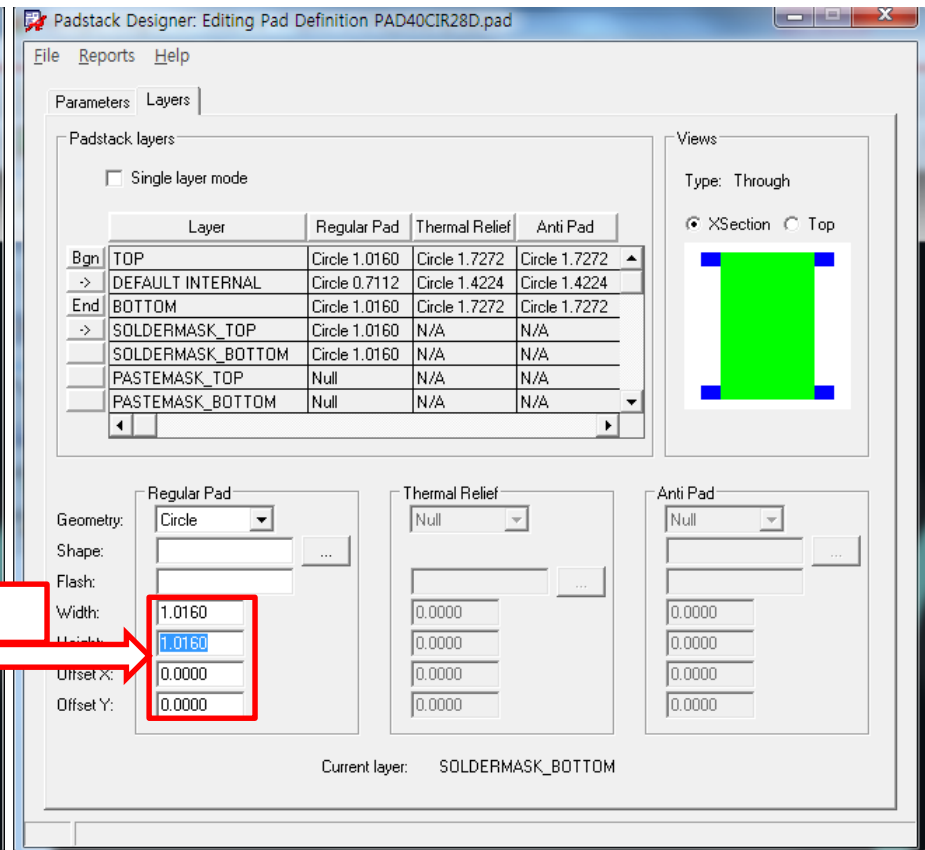 Padstack Designer: Editing Pad Definition PAD40CIR28D.pad
File Reports Help
Parameters Layers
Padstack layers
Single layer mode
Layer Regular Pad Thermal Relief Anti Pad
Bgn TOP Circle 1.0160 Circle 1.7272 Circle 1.7272
-> DEFAULT INTERNAL Circle 0.7112 Circle 1.4224 Circle 1.4224
End BOTTOM Circle 1.0160 Circle 1.7272 Circle 1.7272
-> SOLDERMASK_TOP Circle 1.0160 N/A N/A
SOLDERMASK_BOTTOM Circle 1.0160 N/A N/A
PASTEMASK_TOP Null N/A N/A
PASTEMASK_BOTTOM Null N/A N/A
Views
Type: Through
XSection Top
Regular Pad Thermal Relief Anti Pad
Geometry: Circle Null Null
Shape: ... ...
Flash: ...
Width: 1.0160 0.0000 0.0000
Height: 1.0160 0.0000 0.0000
Offset X: 0.0000 0.0000 0.0000
Offset Y: 0.0000 0.0000 0.0000
Current layer: SOLDERMASK_BOTTOM